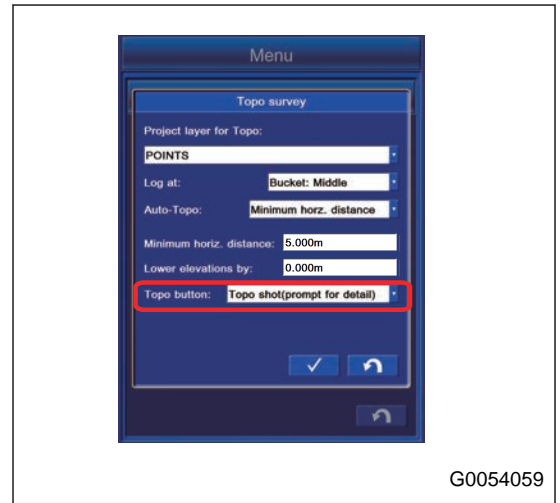 Menu
Topo survey
Project layer for Topo:
POINTS
Log at: Bucket: Middle
Auto-Topo: Minimum horz. distance
Minimum horiz. distance: 5.000m
Lower elevations by: 0.000m
Topo button: Topo shot(prompt for detail)
G0054059